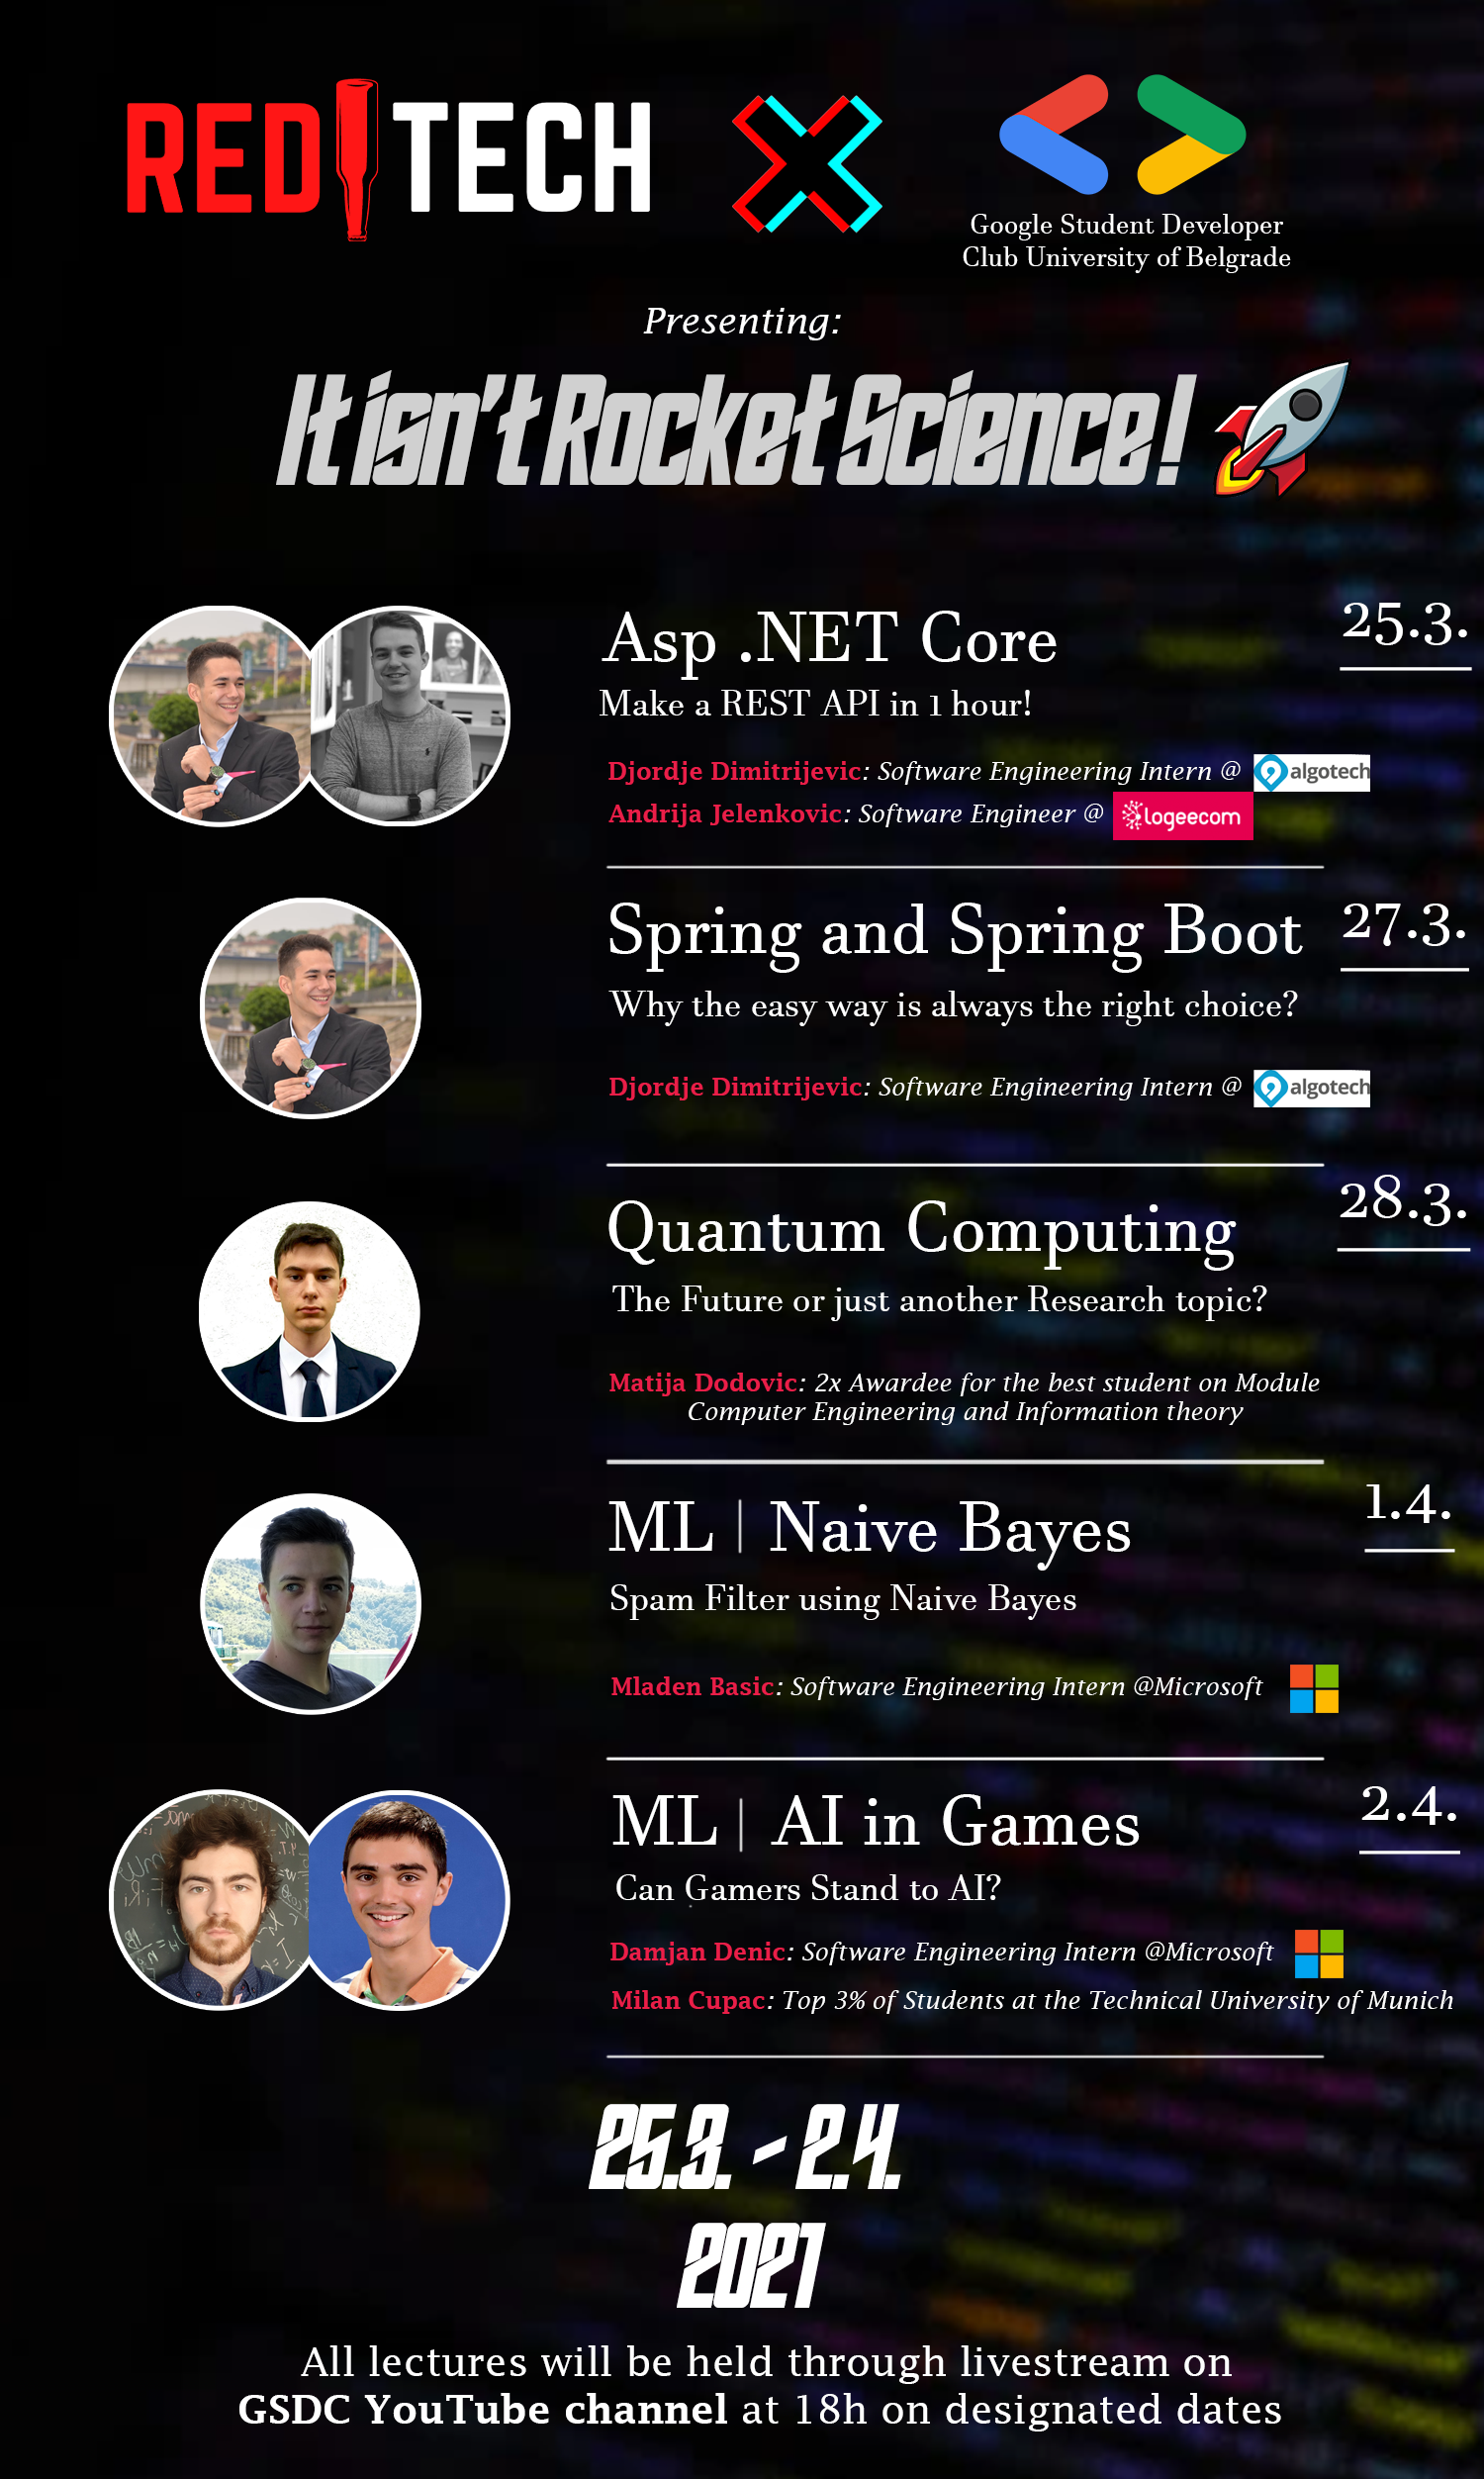 RED TECH
Google Student Developer
Club University of Belgrade
Presenting:
It isn't Rocket Science!
Asp .NET Core
25.3.
Make a REST API in 1 hour!
Djordje Dimitrijevic: Software Engineering Intern @ algotech
Andrija Jelenkovic: Software Engineer @ logeecom
Spring and Spring Boot
27.3.
Why the easy way is always the right choice?
Djordje Dimitrijevic: Software Engineering Intern @ algotech
Quantum Computing
28.3.
The Future or just another Research topic?
Matija Dodovic: 2x Awardee for the best student on Module
Computer Engineering and Information theory
ML | Naive Bayes
1.4.
Spam Filter using Naive Bayes
Mladen Basic: Software Engineering Intern @Microsoft
ML | AI in Games
2.4.
Can Gamers Stand to AI?
Damjan Denic: Software Engineering Intern @Microsoft
Milan Cupac: Top 3% of Students at the Technical University of Munich
25.3. - 2.4.
2021
All lectures will be held through livestream on
GSDC YouTube channel at 18h on designated dates